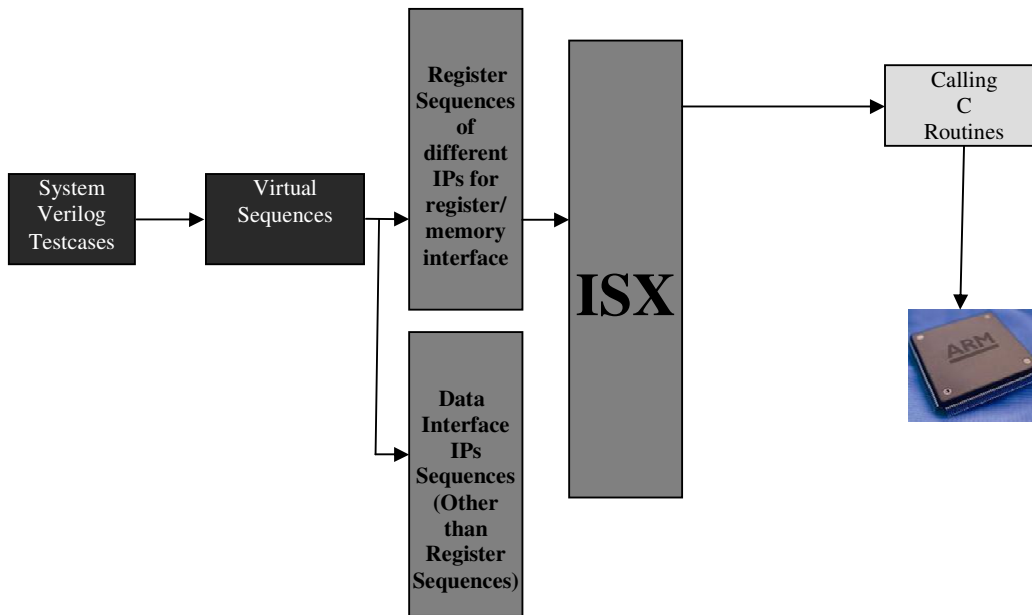 System
Verilog
Testcases
Virtual
Sequences
Register
Sequences
of
different
IPs for
register/
memory
interface
Data
Interface
IPs
Sequences
(Other
than
Register
Sequences)
ISX
Calling
C
Routines
ARM